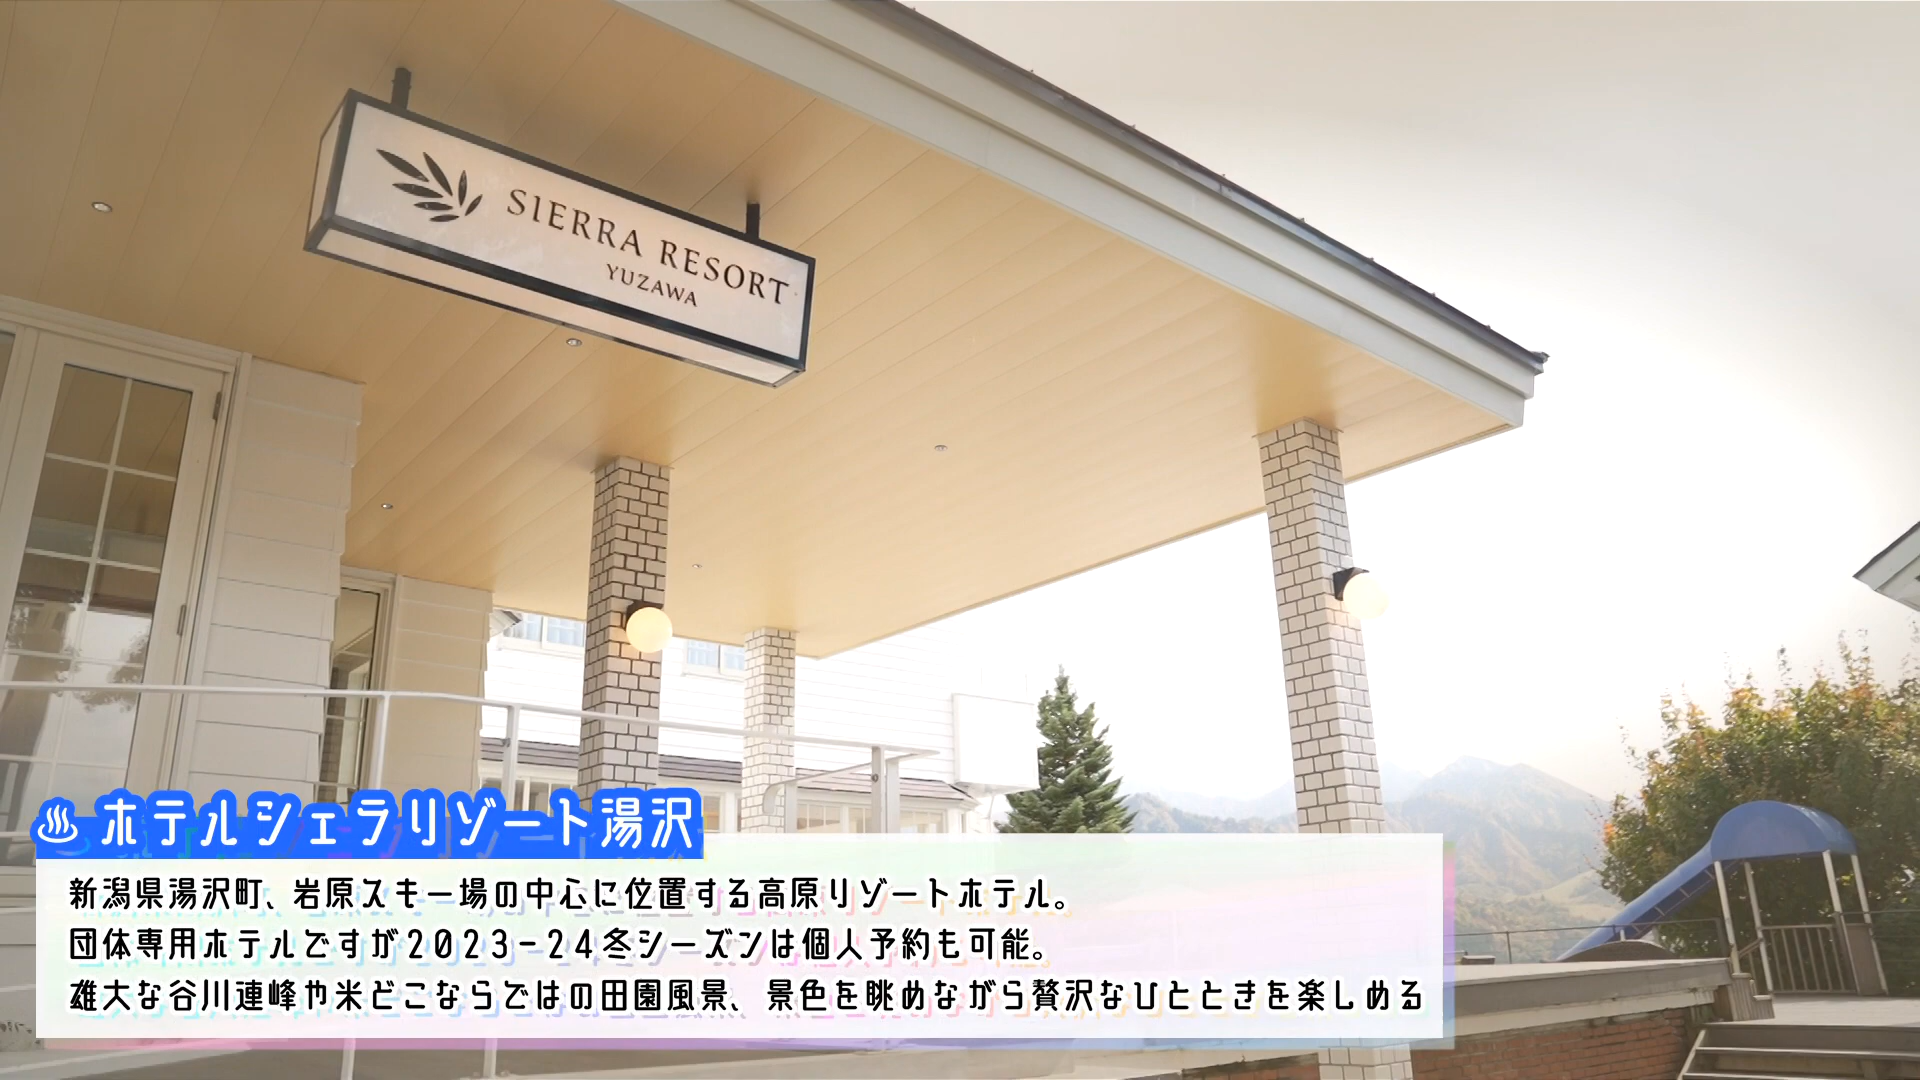 SIERRA RESORT
YUZAWA
♨ ホテルシェラリゾート湯沢
新潟県湯沢町、岩原スキー場の中心に位置する高原リゾートホテル。
団体専用ホテルですが2023-24冬シーズンは個人予約も可能。
雄大な谷川連峰や米どこならではの田園風景、景色を眺めながら贅沢なひとときを楽しめる